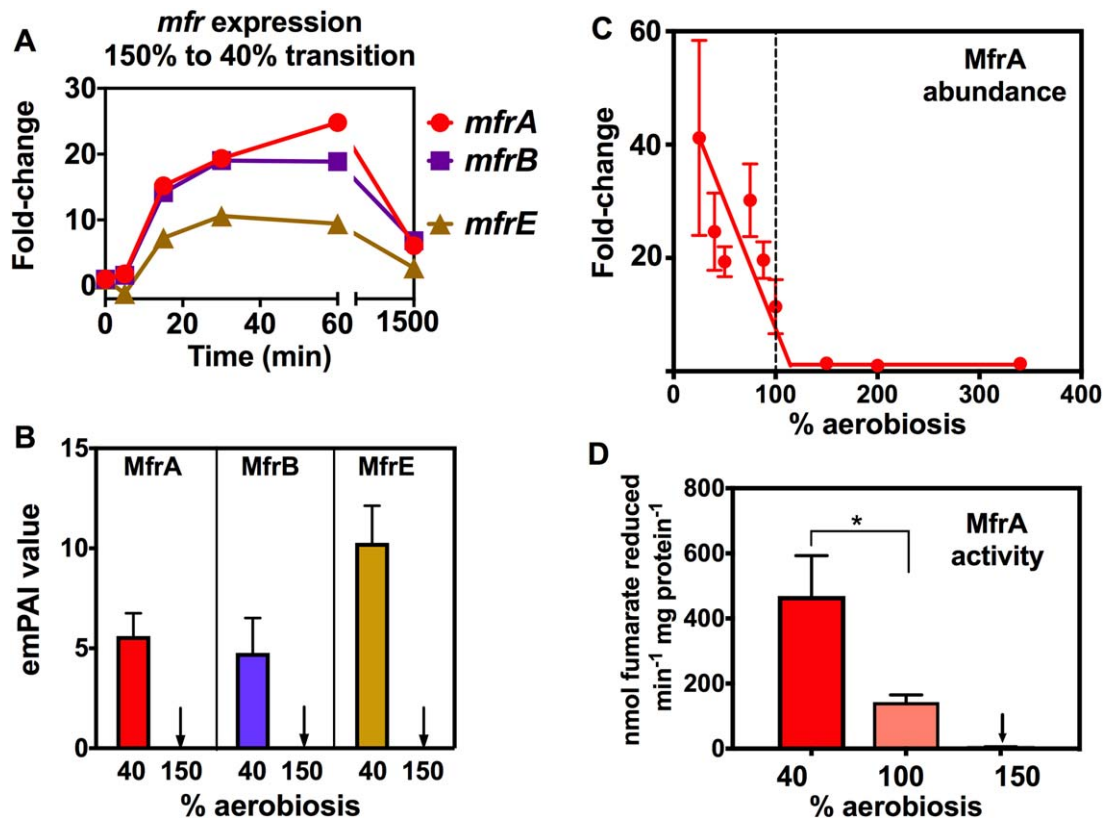 A
mfr expression
150% to 40% transition
Fold-change
30
20
10
0
0 20 40 60 1500
Time (min)
mfrA
mfrB
mfrE
B
emPAI value
15
10
5
0
MfrA MfrB MfrE
40 150 40 150 40 150
% aerobiosis
C
MfrA
abundance
Fold-change
60
40
20
0 100 200 300 400
% aerobiosis
D
nmol fumarate reduced
min-1 mg protein-1
800
600
400
200
0
*
MfrA
activity
40 100 150
% aerobiosis